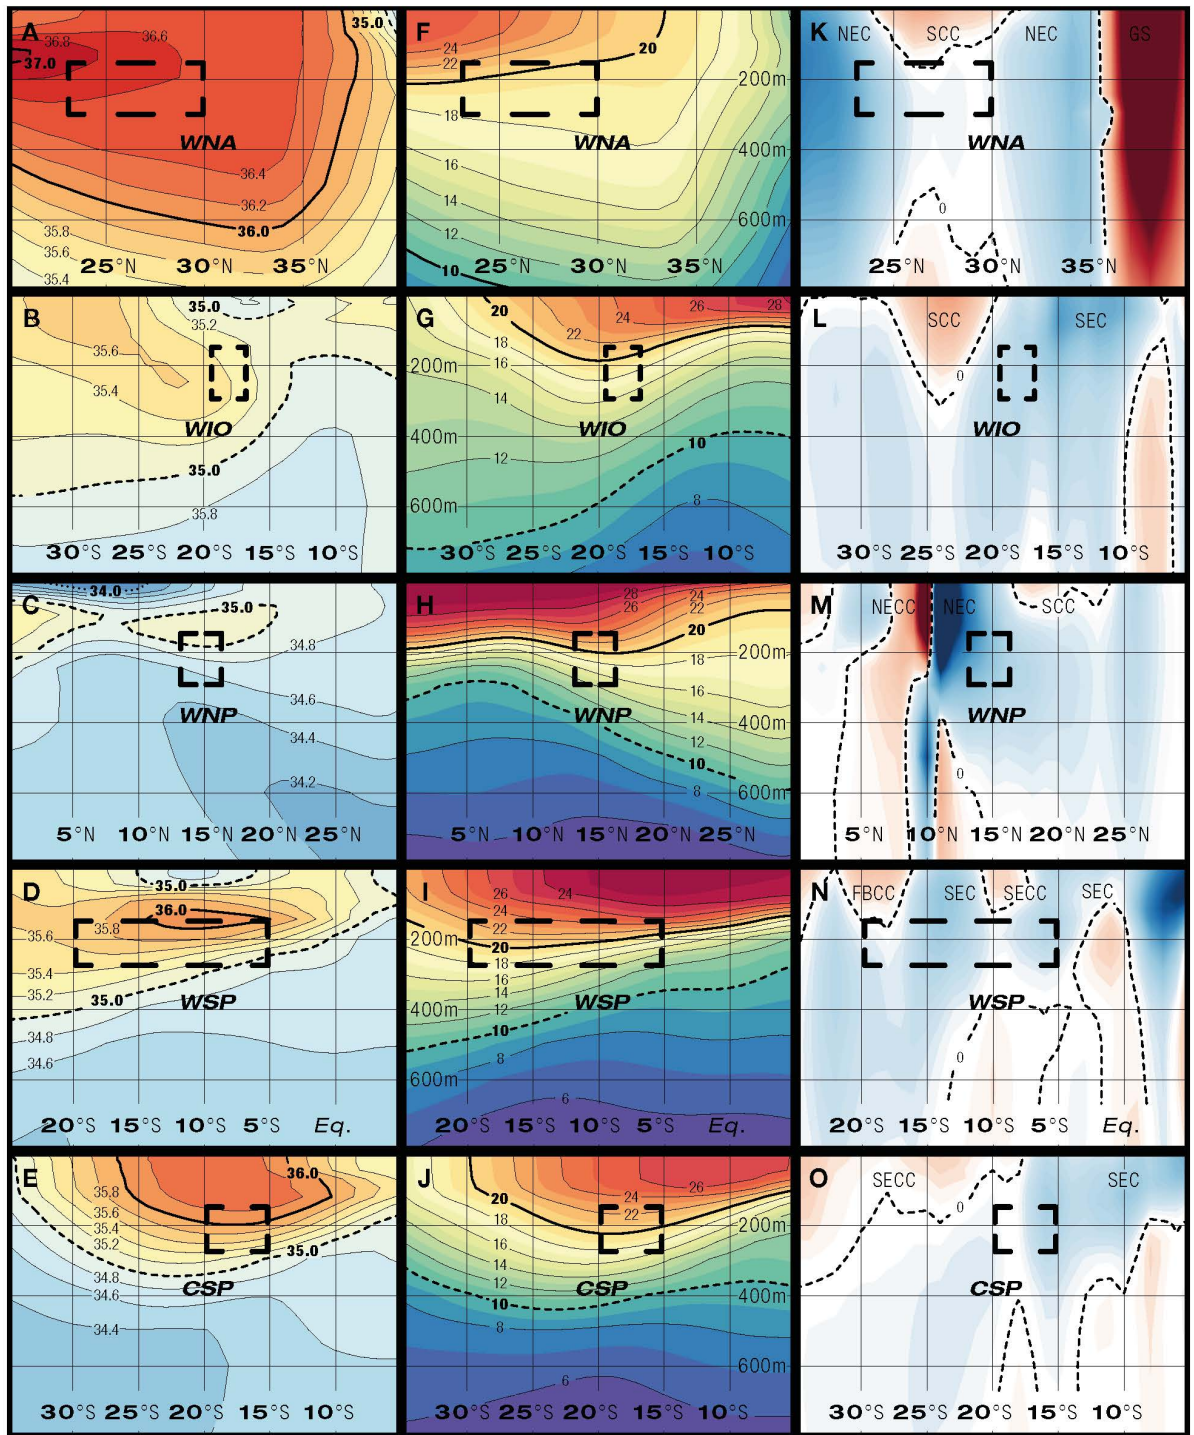 A
36.8
36.6
35.0
37.0
WNA
36.4
36.2
36.0
35.8
35.6
35.4
25°N 30°N 35°N
F
24
22
20
200m
18
WNA
400m
16
14
600m
12
10
25°N 30°N 35°N
K NEC SCC NEC GS
WNA
0
25°N 30°N 35°N
B
35.0
35.2
35.6
35.4
WIO
35.0
35.8
30°S 25°S 20°S 15°S 10°S
G
20
22
24
26
28
18
16
200m
14
WIO
400m
10
12
600m
8
30°S 25°S 20°S 15°S 10°S
L SCC SEC
0
WIO
30°S 25°S 20°S 15°S 10°S
C
34.0
35.0
34.8
34.6
WNP
34.4
34.2
5°N 10°N 15°N 20°N 25°N
H
28
26
24
22
20
18
200m
16
WNP
14
400m
12
10
8
600m
5°N 10°N 15°N 20°N 25°N
M NECC NEC SCC
WNP
0
5°N 10°N 15°N 20°N 25°N
D
35.0
36.0
35.8
35.6
35.4
35.2
35.0
WSP
34.8
34.6
20°S 15°S 10°S 5°S Eq.
I
26
24
24
22
200m
20
18
16
14
WSP
400m
12
10
8
600m
6
20°S 15°S 10°S 5°S Eq.
N FBCC SEC SECC SEC
WSP
0
20°S 15°S 10°S 5°S Eq.
E
36.0
35.8
35.6
35.4
35.2
35.0
34.8
34.6
CSP
34.4
30°S 25°S 20°S 15°S 10°S
J
20
24
26
22
18
200m
16
14
12
CSP
10
400m
8
600m
6
30°S 25°S 20°S 15°S 10°S
O SECC SEC
0
CSP
30°S 25°S 20°S 15°S 10°S